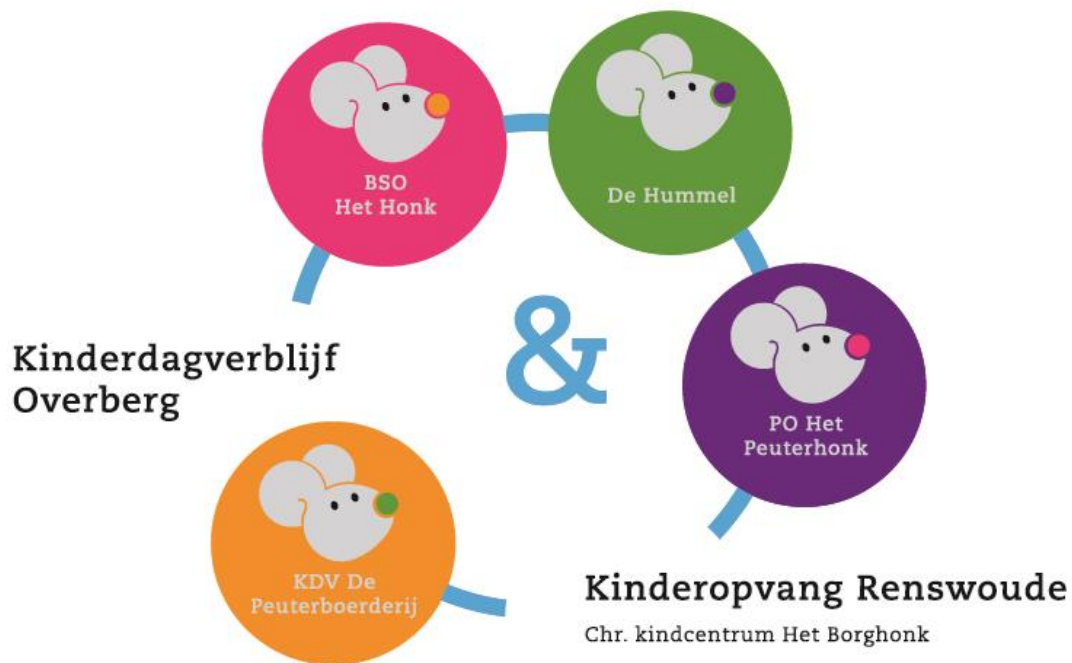 BSO
Het Honk
De Hummel
Kinderdagverblijf
Overberg
&
PO Het
Peuterhonk
KDV De
Peuterboerderij
Kinderopvang Renswoude
Chr. kindcentrum Het Borghonk